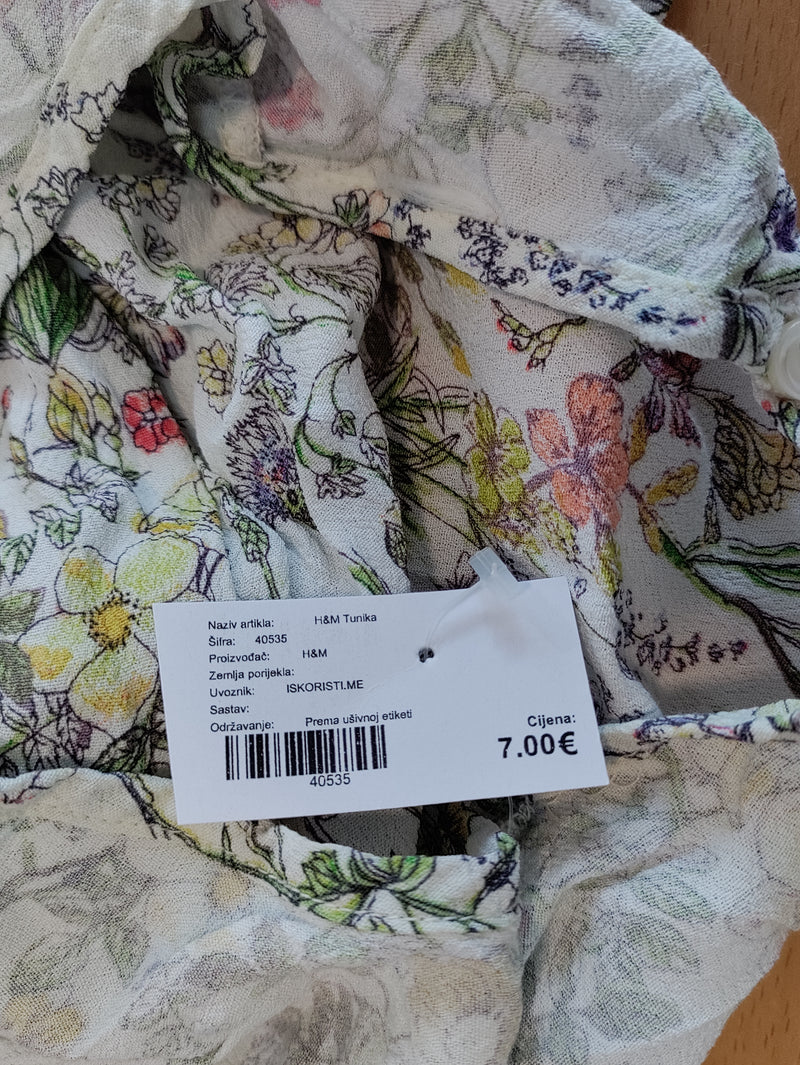 Naziv artikla: H&M Tunika
Šifra: 40535
Proizvođač: H&M
Zemlja porijekla:
Uvoznik: ISKORISTI.ME
Sastav:
Održavanje: Prema ušivnoj etiketi
40535
Cijena:
7.00€